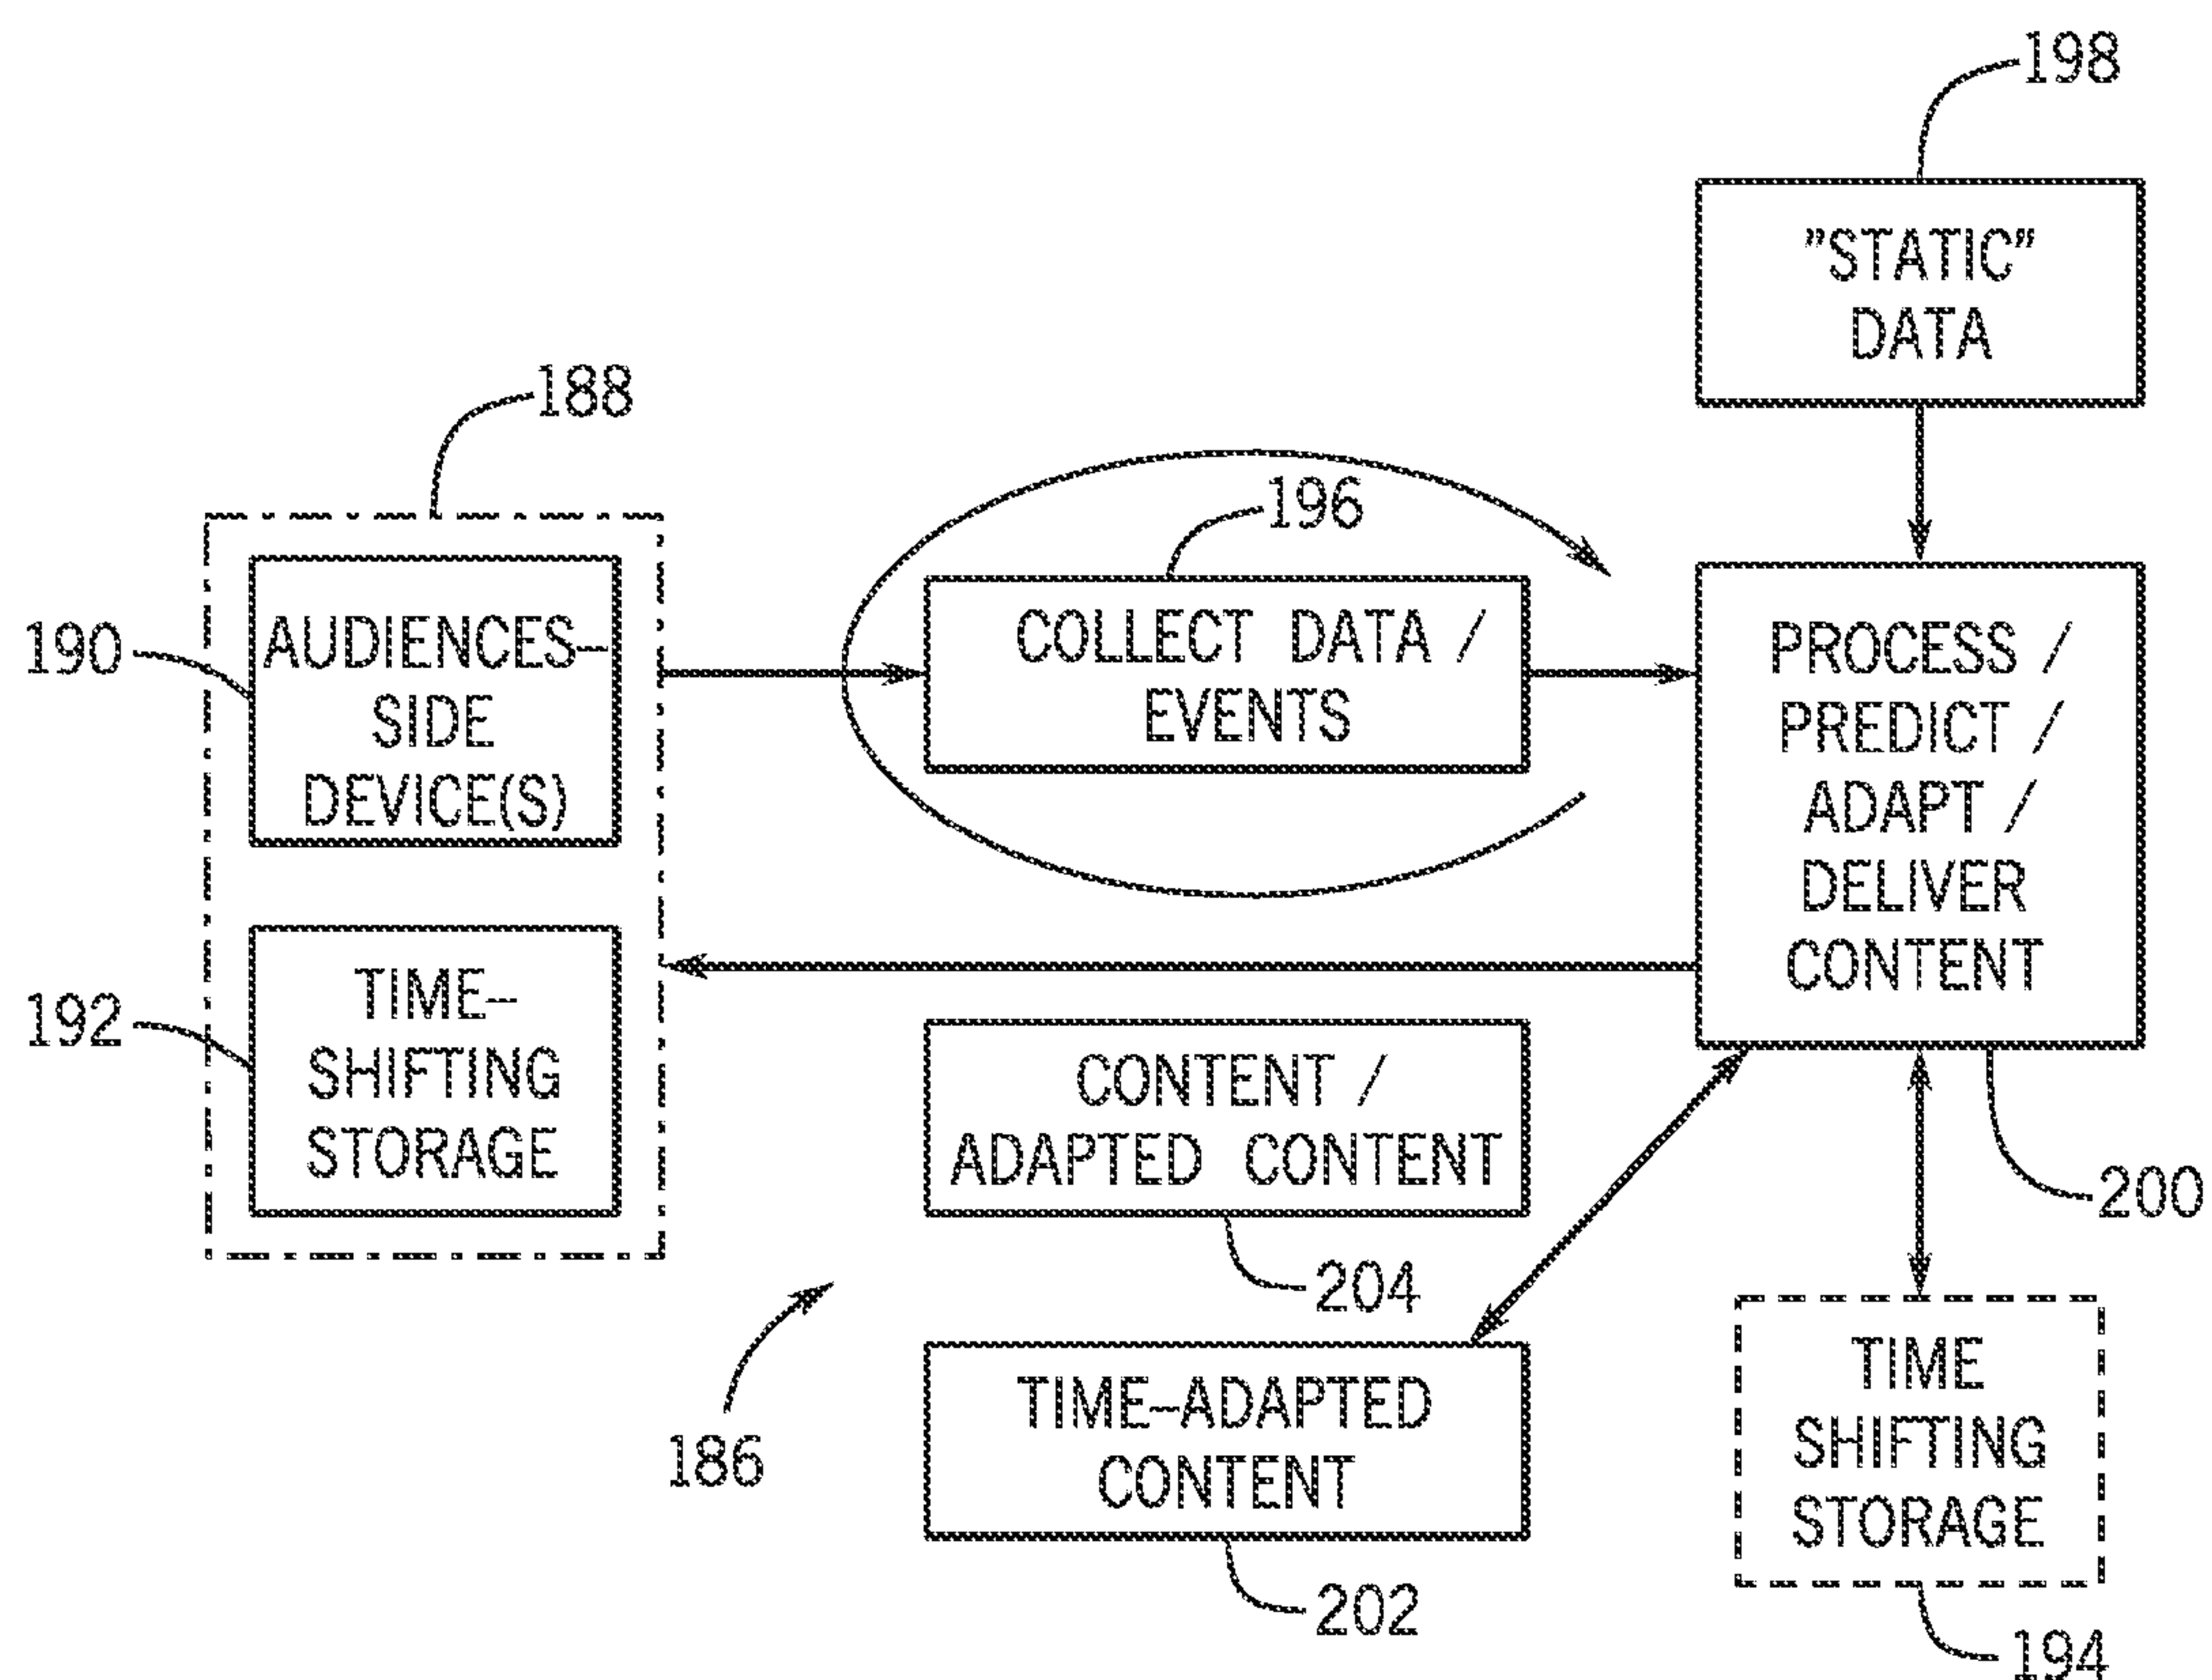 198
”STATIC”
DATA
188
196
190
AUDIENCES–
SIDE
DEVICE(S)
COLLECT DATA /
EVENTS
PROCESS /
PREDICT /
ADAPT /
DELIVER
CONTENT
192
TIME–
SHIFTING
STORAGE
CONTENT /
ADAPTED CONTENT
200
204
186
TIME–ADAPTED
CONTENT
202
TIME
SHIFTING
STORAGE
194